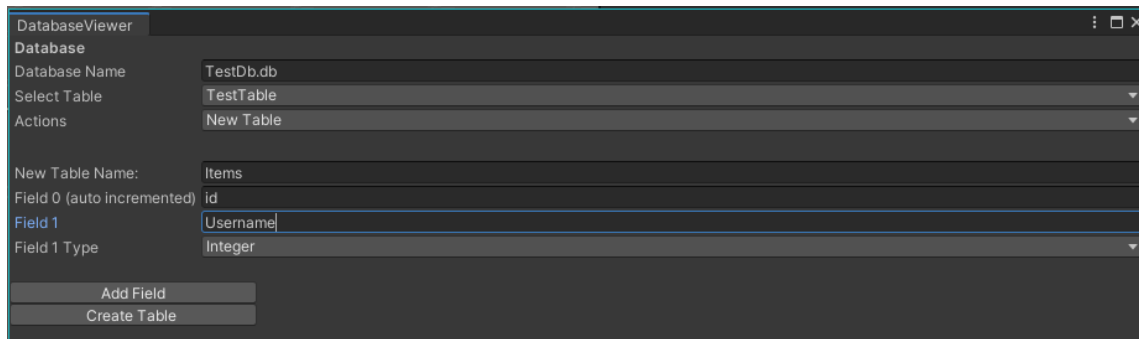 DatabaseViewer
Database
Database Name TestDb.db
Select Table TestTable
Actions New Table
New Table Name: Items
Field 0 (auto incremented) id
Field 1 Username
Field 1 Type Integer
Add Field
Create Table